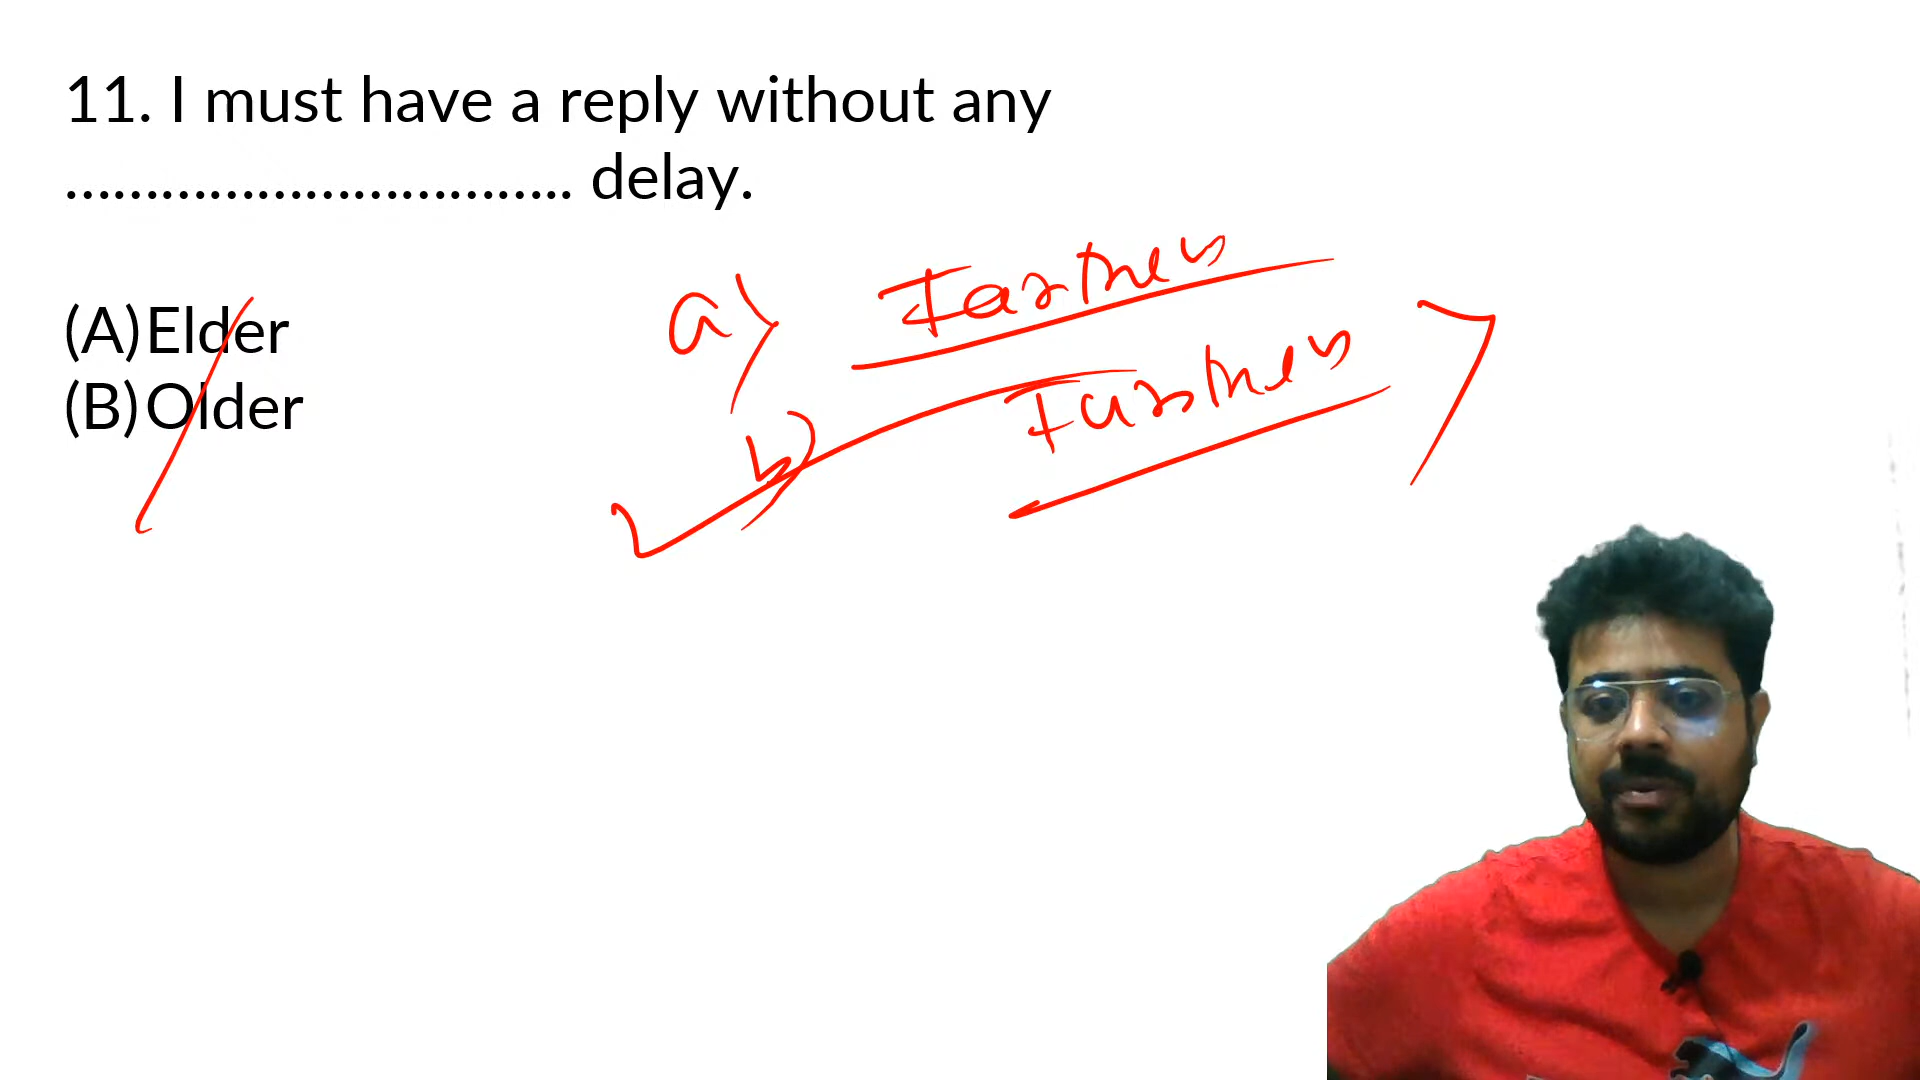 11. I must have a reply without any
................................ delay.
(A) Elder
(B) Older
a) Farther
b) Further